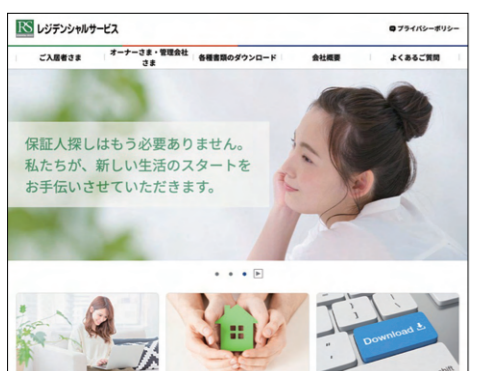 RS レジデンシャルサービス
プライバシーポリシー
ご入居者さま
オーナーさま・管理会社
さま
各種書類のダウンロード
会社概要
よくあるご質問
保証人探しはもう必要ありません。
私たちが、新しい生活のスタートを
お手伝いさせていただきます。
Download
shift